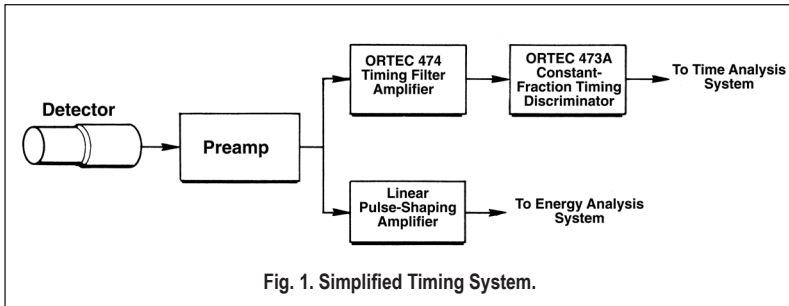 ORTEC 474
Timing Filter
Amplifier
ORTEC 473A
Constant-
Fraction Timing
Discriminator
To Time Analysis
System
Detector
Preamp
Linear
Pulse-Shaping
Amplifier
To Energy Analysis
System
Fig. 1. Simplified Timing System.